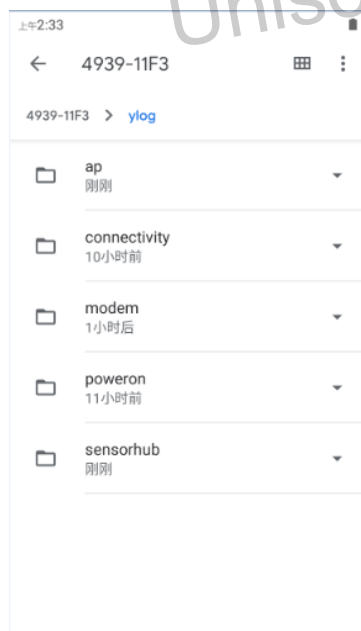 上午2:33
4939-11F3
4939-11F3 > ylog
ap
刚刚
connectivity
10小时前
modem
1小时后
poweron
11小时前
sensorhub
刚刚